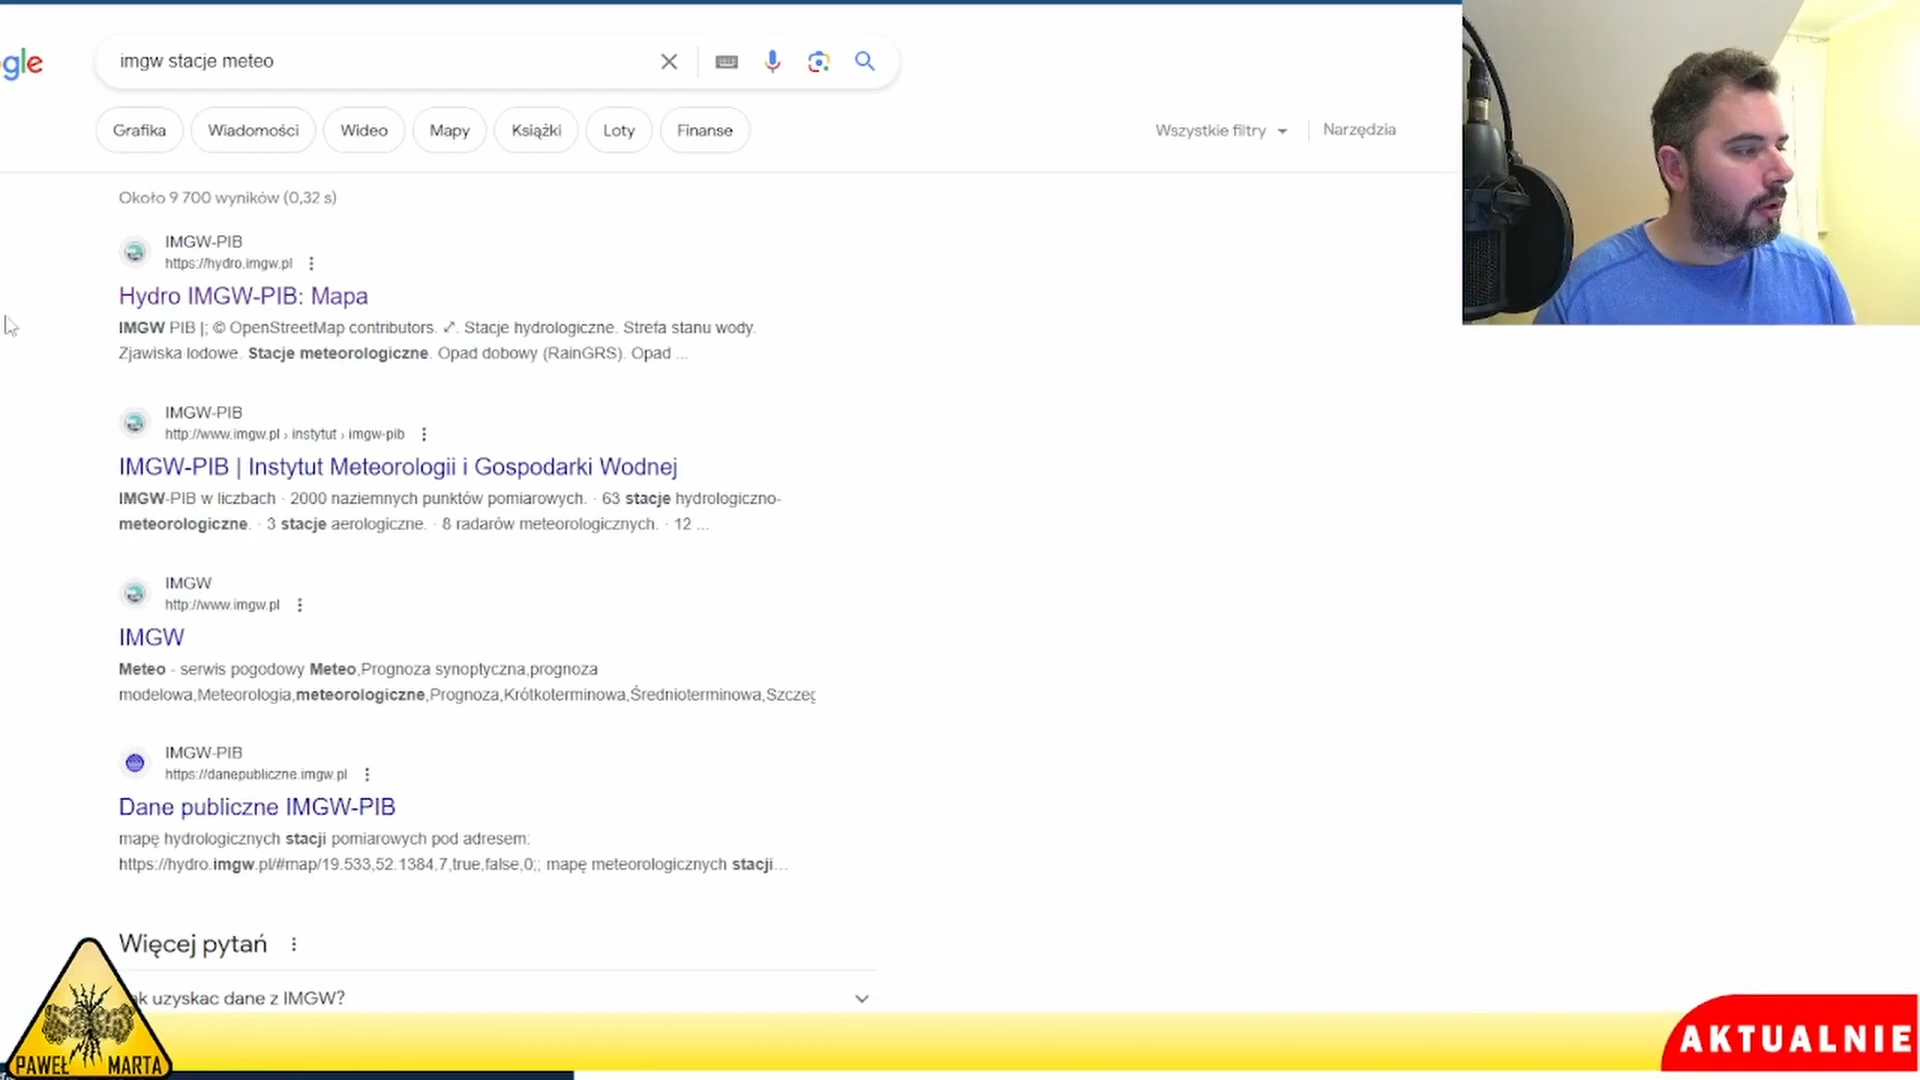 gle
imgw stacje meteo
Grafika
Wiadomości
Wideo
Mapy
Książki
Loty
Finanse
Wszystkie filtry
Narzędzia
Około 9 700 wyników (0,32 s)
IMGW-PIB
https://hydro.imgw.pl
Hydro IMGW-PIB: Mapa
IMGW PIB |; © OpenStreetMap contributors. ⤢. Stacje hydrologiczne. Strefa stanu wody.
Zjawiska lodowe. Stacje meteorologiczne. Opad dobowy (RainGRS). Opad ...
IMGW-PIB
http://www.imgw.pl › instytut › imgw-pib
IMGW-PIB | Instytut Meteorologii i Gospodarki Wodnej
IMGW-PIB w liczbach · 2000 naziemnych punktów pomiarowych. · 63 stacje hydrologiczno-
meteorologiczne. · 3 stacje aerologiczne. · 8 radarów meteorologicznych. · 12 ...
IMGW
http://www.imgw.pl
IMGW
Meteo - serwis pogodowy Meteo,Prognoza synoptyczna,prognoza
modelowa,Meteorologia,meteorologiczne,Prognoza,Krótkoterminowa,Średnioterminowa,Szczeg
IMGW-PIB
https://danepubliczne.imgw.pl
Dane publiczne IMGW-PIB
mapę hydrologicznych stacji pomiarowych pod adresem:
https://hydro.imgw.pl/#map/19.533,52.1384,7,true,false,0;; mapę meteorologicznych stacji...
Więcej pytań
ak uzyskac dane z IMGW?
PAWEŁ MARTA
AKTUALNIE